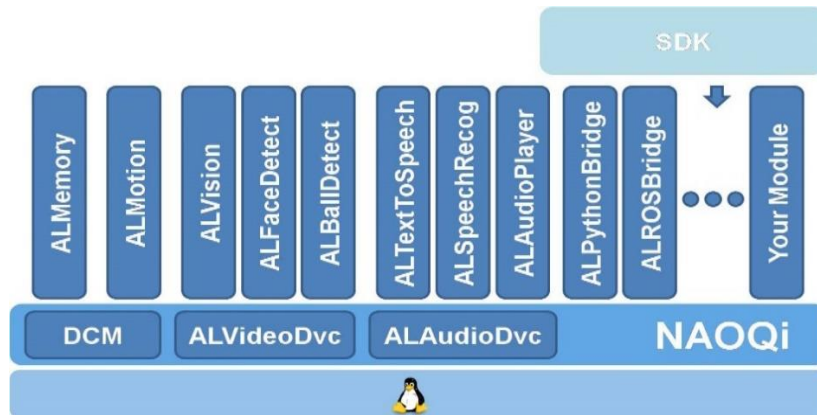 SDK
ALMemory
ALMotion
ALVision
ALFaceDetect
ALBallDetect
ALTextToSpeech
ALSpeechRecog
ALAudioPlayer
ALPythonBridge
ALROSBridge
Your Module
DCM
ALVideoDvc
ALAudioDvc
NAOQi